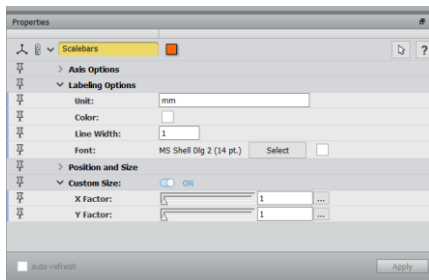 Properties
Scalebars
?
Axis Options
Labeling Options
Unit: mm
Color:
Line Width: 1
Font: MS Shell Dlg 2 (14 pt.) Select
Position and Size
Custom Size: ON
X Factor: 1 ...
Y Factor: 1 ...
auto-refresh Apply